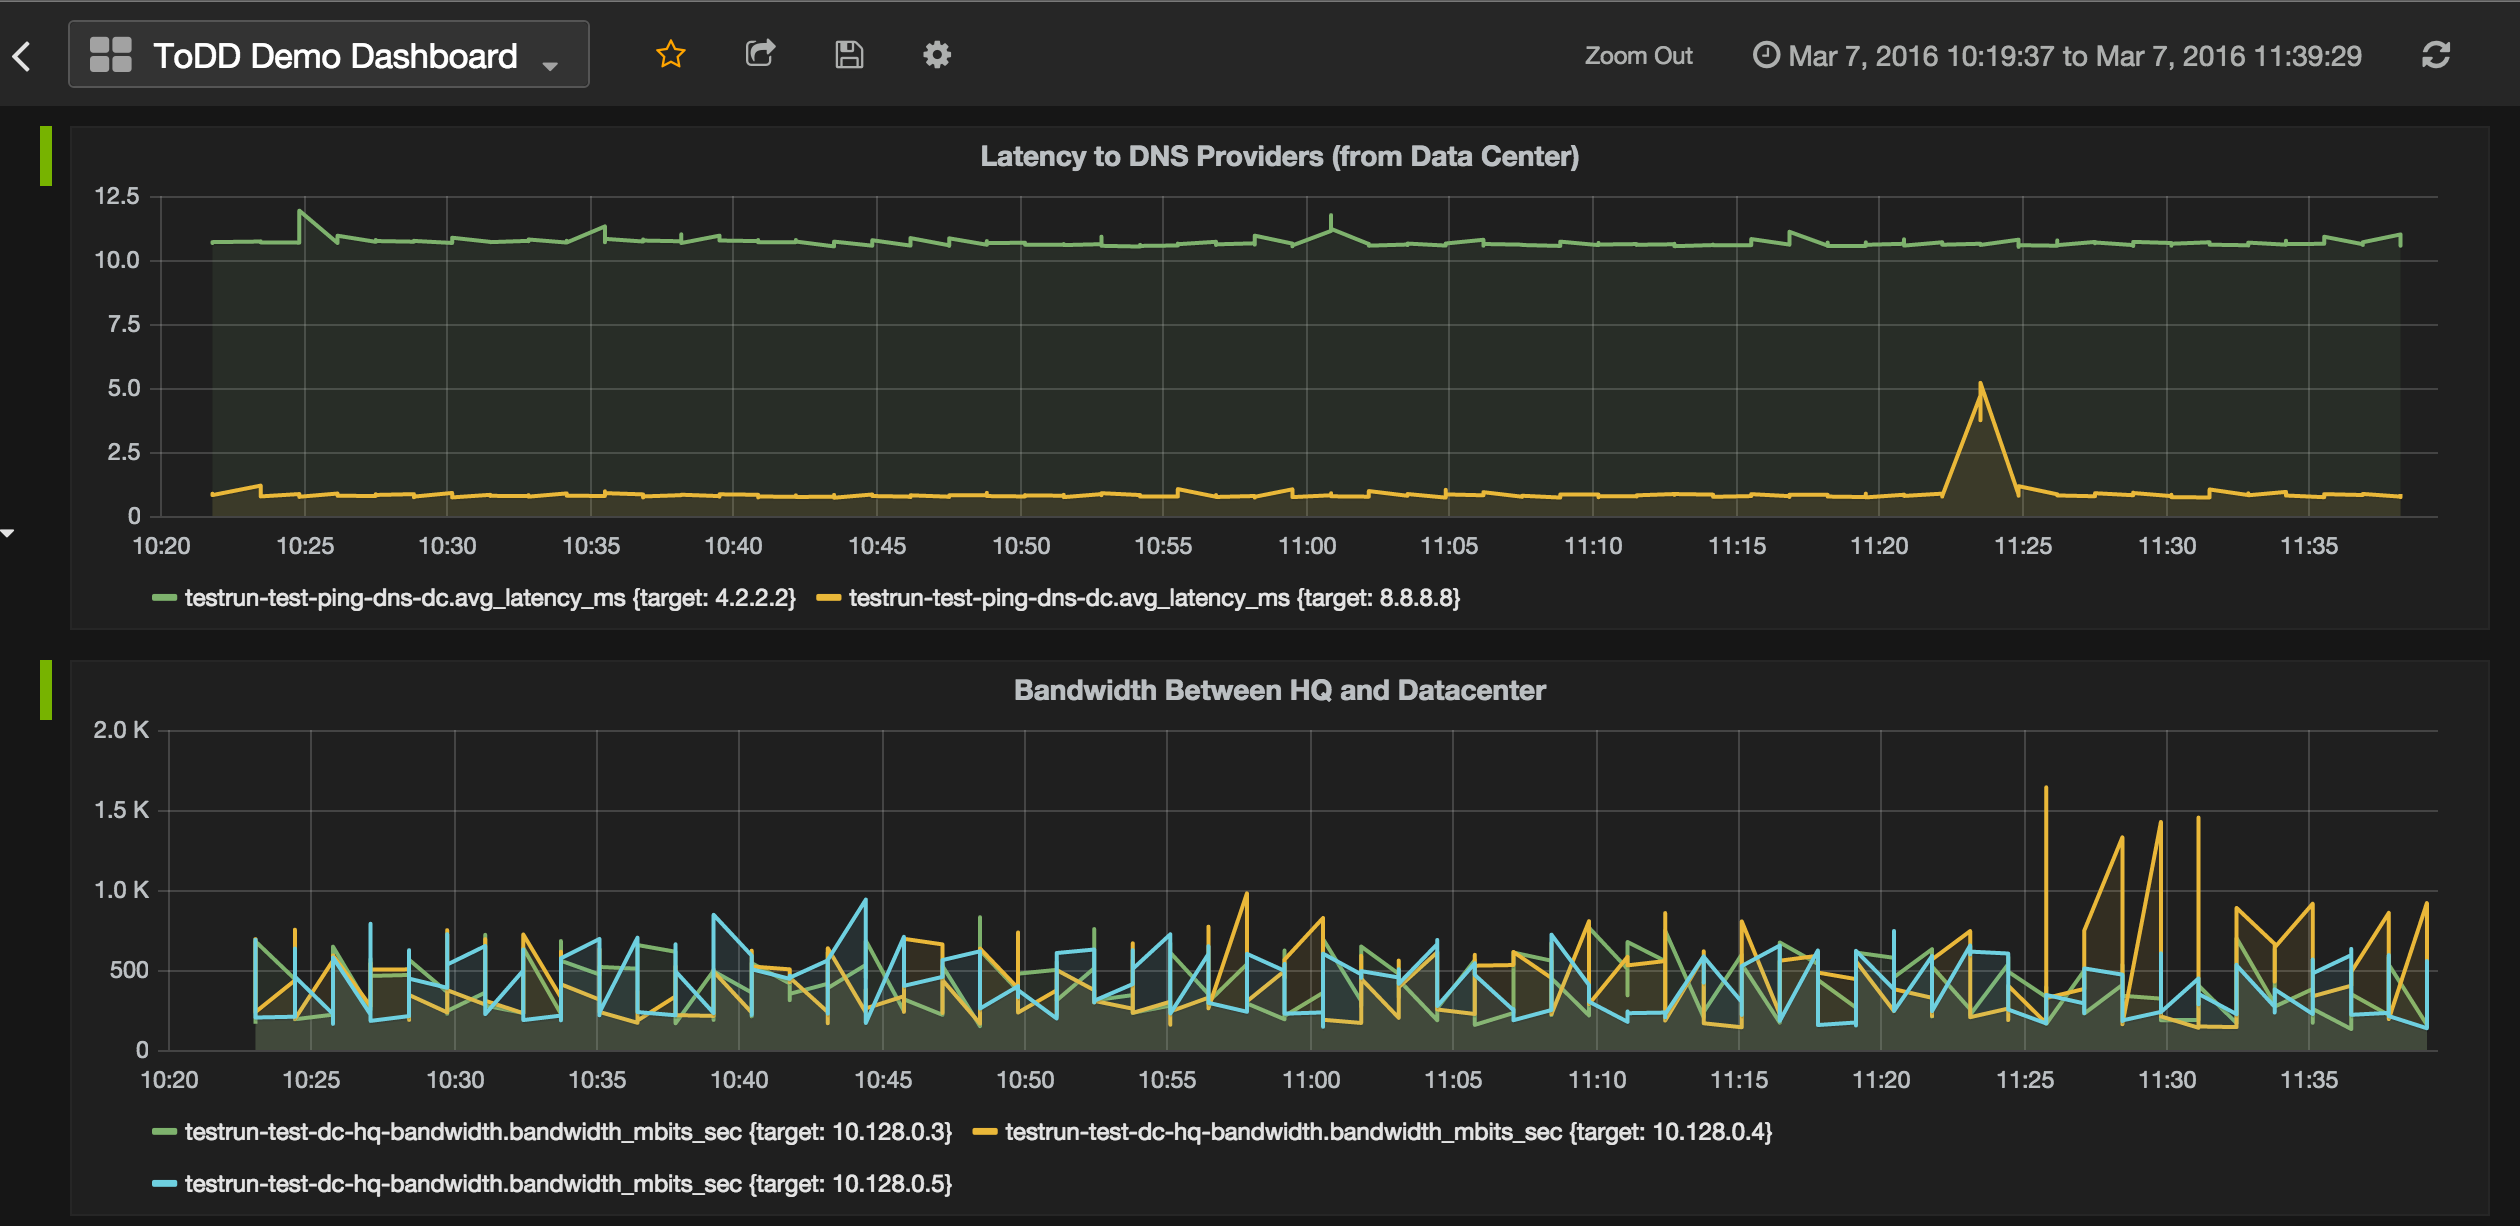 ToDD Demo Dashboard Zoom Out Mar 7, 2016 10:19:37 to Mar 7, 2016 11:39:29
Latency to DNS Providers (from Data Center)
12.5
10.0
7.5
5.0
2.5
0
10:20 10:25 10:30 10:35 10:40 10:45 10:50 10:55 11:00 11:05 11:10 11:15 11:20 11:25 11:30 11:35
testrun-test-ping-dns-dc.avg_latency_ms {target: 4.2.2.2} testrun-test-ping-dns-dc.avg_latency_ms {target: 8.8.8.8}
Bandwidth Between HQ and Datacenter
2.0 K
1.5 K
1.0 K
500
0
10:20 10:25 10:30 10:35 10:40 10:45 10:50 10:55 11:00 11:05 11:10 11:15 11:20 11:25 11:30 11:35
testrun-test-dc-hq-bandwidth.bandwidth_mbits_sec {target: 10.128.0.3} testrun-test-dc-hq-bandwidth.bandwidth_mbits_sec {target: 10.128.0.4}
testrun-test-dc-hq-bandwidth.bandwidth_mbits_sec {target: 10.128.0.5}